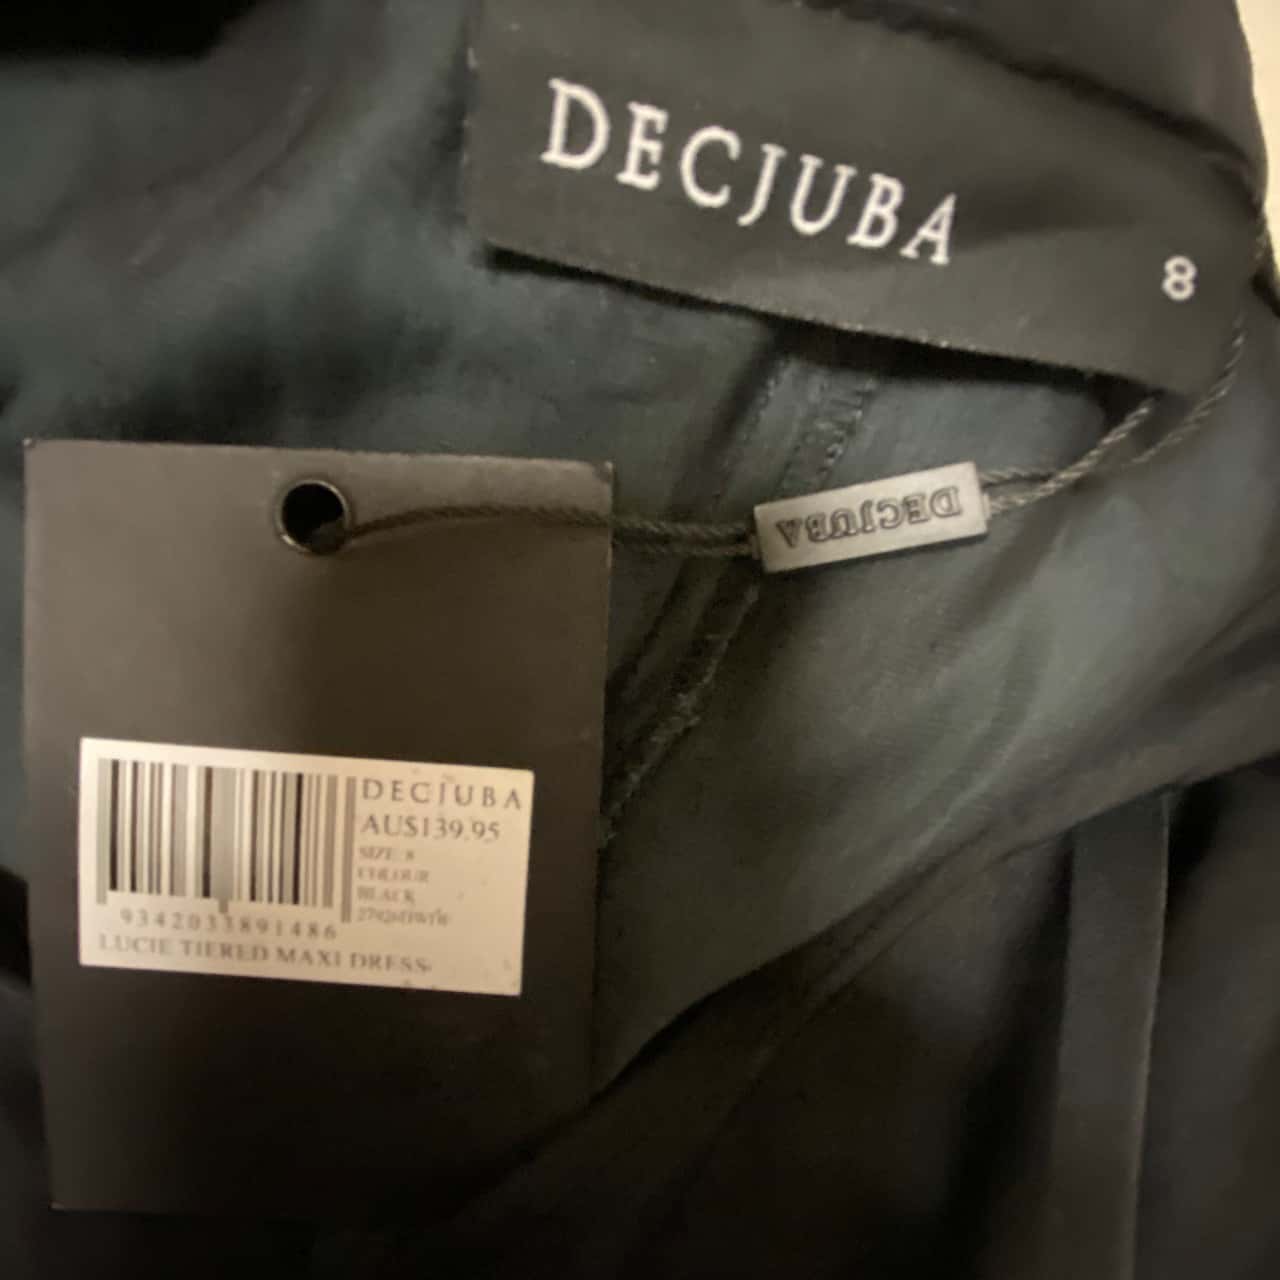 DECJUBA
8
DECJUBA
DECJUBA
AU$139.95
SIZE: 8
COLOUR
BLACK
9342033891486
LUCIE TIERED MAXI DRESS